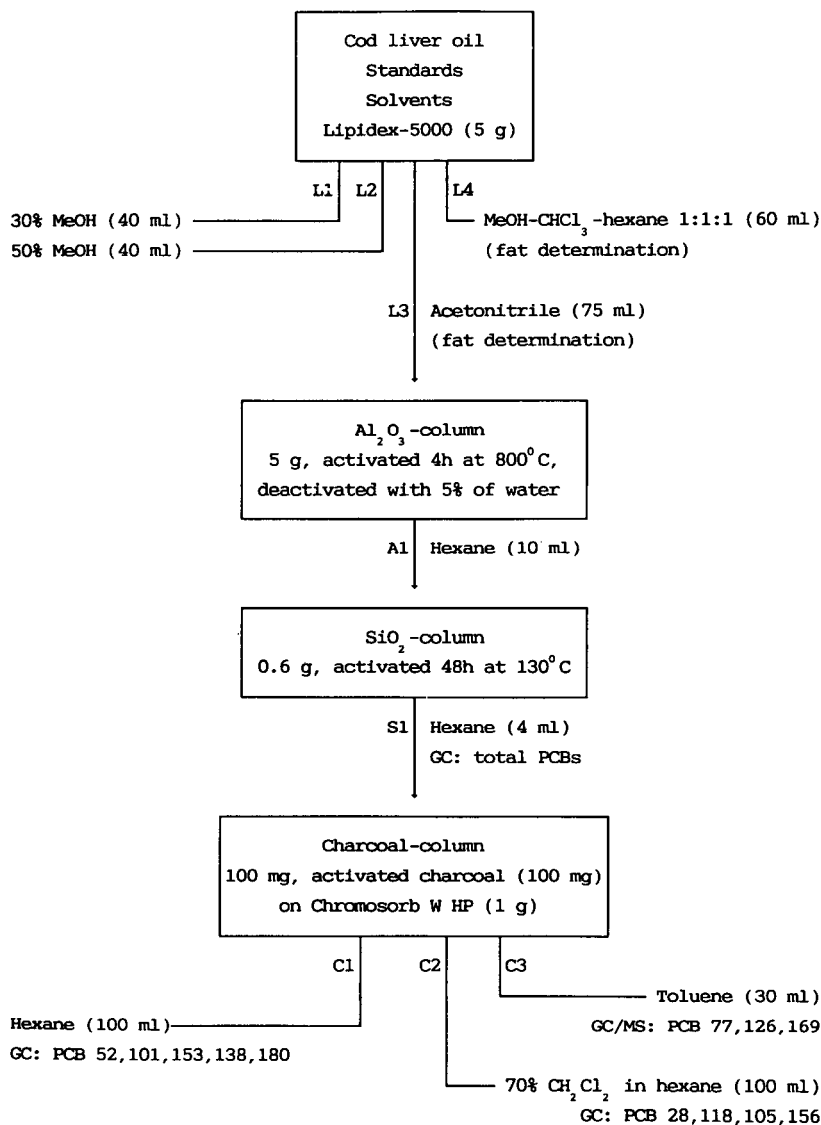 Cod liver oil
Standards
Solvents
Lipidex-5000 (5 g)
L1 L2 L4
30% MeOH (40 ml)
50% MeOH (40 ml)
MeOH-CHCl₃-hexane 1:1:1 (60 ml)
(fat determination)
L3 Acetonitrile (75 ml)
(fat determination)
Al₂O₃-column
5 g, activated 4h at 800⁰C,
deactivated with 5% of water
A1 Hexane (10 ml)
SiO₂-column
0.6 g, activated 48h at 130⁰C
S1 Hexane (4 ml)
GC: total PCBs
Charcoal-column
100 mg, activated charcoal (100 mg)
on Chromosorb W HP (1 g)
C1 C2 C3
Toluene (30 ml)
GC/MS: PCB 77,126,169
Hexane (100 ml)
GC: PCB 52,101,153,138,180
70% CH₂Cl₂ in hexane (100 ml)
GC: PCB 28,118,105,156